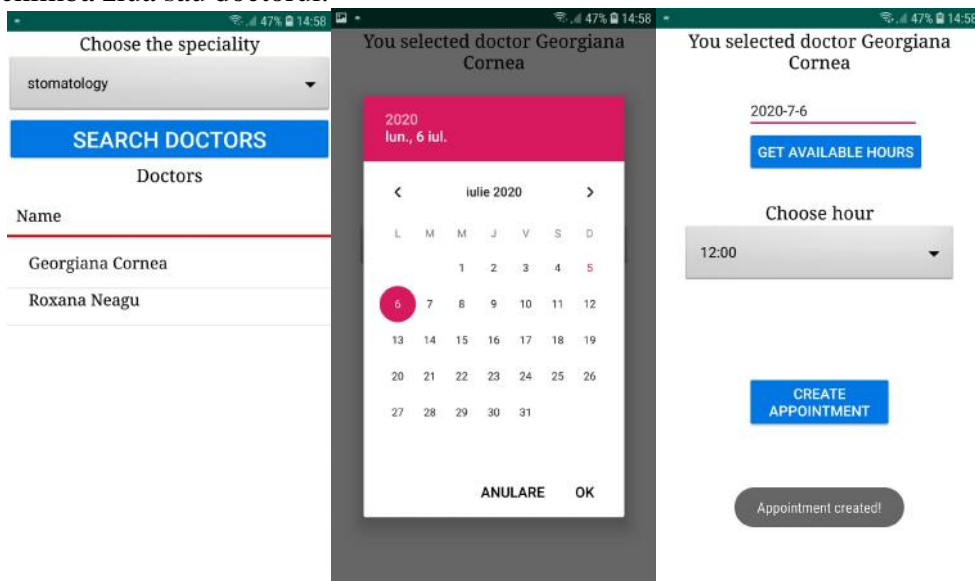 ziua sau doctorul.
47% 14:58
Choose the speciality
stomatology
SEARCH DOCTORS
Doctors
Name
Georgiana Cornea
Roxana Neagu
47% 14:58
You selected doctor Georgiana
Cornea
2020
lun., 6 iul.
iulie 2020
L M M J V S D
1 2 3 4 5
6 7 8 9 10 11 12
13 14 15 16 17 18 19
20 21 22 23 24 25 26
27 28 29 30 31
ANULARE OK
47% 14:58
You selected doctor Georgiana
Cornea
2020-7-6
GET AVAILABLE HOURS
Choose hour
12:00
CREATE
APPOINTMENT
Appointment created!